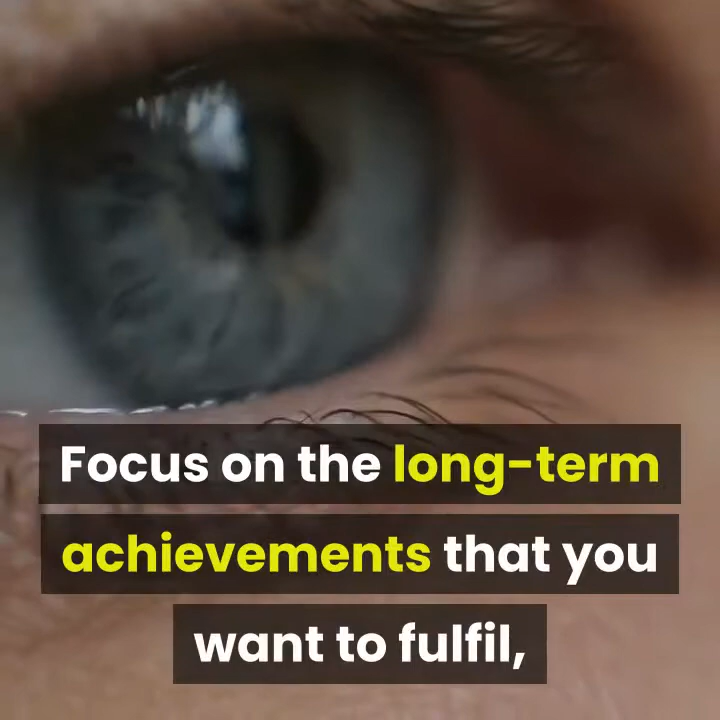 Focus on the long-term
achievements that you
want to fulfil,